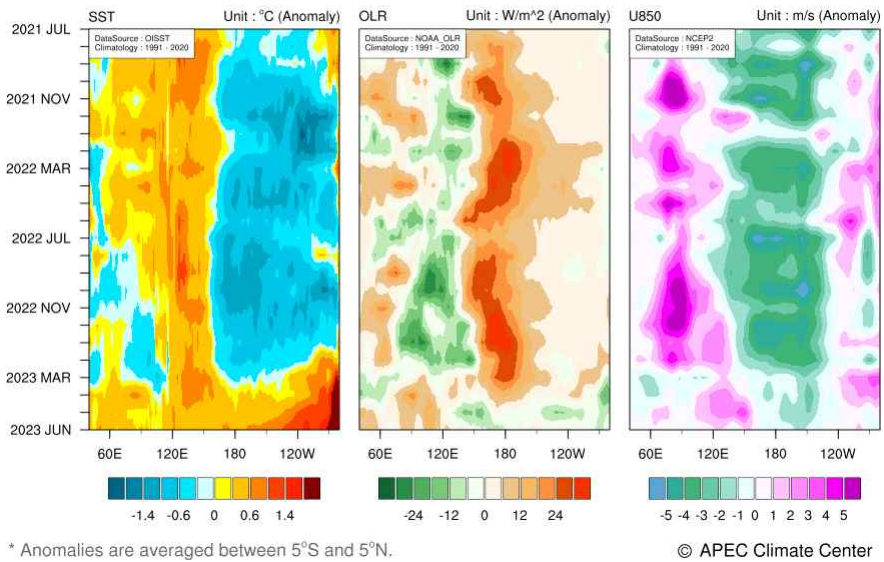 SST Unit : °C (Anomaly)
DataSource : OISST
Climatology : 1991 - 2020
OLR Unit : W/m^2 (Anomaly)
DataSource : NOAA_OLR
Climatology : 1991 - 2020
U850 Unit : m/s (Anomaly)
DataSource : NCEP2
Climatology : 1991 - 2020
2021 JUL
2021 NOV
2022 MAR
2022 JUL
2022 NOV
2023 MAR
2023 JUN
60E 120E 180 120W
60E 120E 180 120W
60E 120E 180 120W
-1.4 -0.6 0 0.6 1.4
-24 -12 0 12 24
-5 -4 -3 -2 -1 0 1 2 3 4 5
* Anomalies are averaged between 5°S and 5°N.
© APEC Climate Center